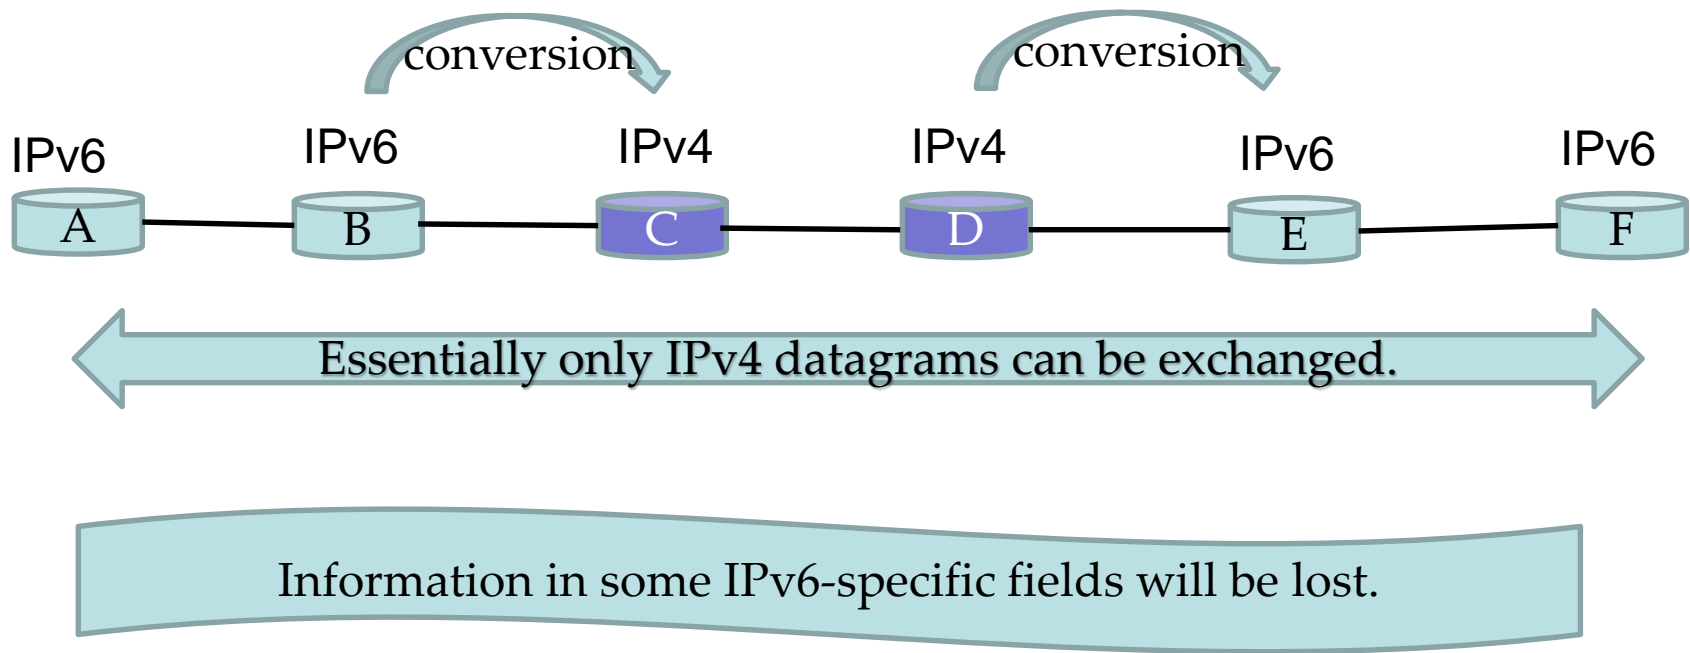 conversion
conversion
IPv6
IPv6
IPv4
IPv4
IPv6
IPv6
A
B
C
D
E
F
Essentially only IPv4 datagrams can be exchanged.
Information in some IPv6-specific fields will be lost.